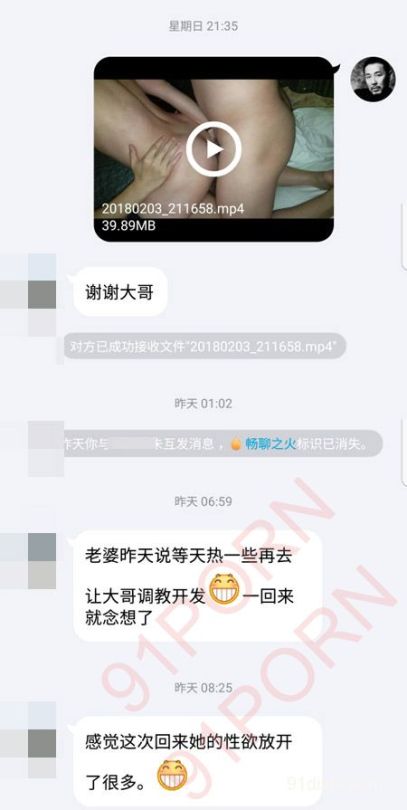 星期日 21:35
20180203_211658.mp4
39.89MB
谢谢大哥
对方已成功接收文件"20180203_211658.mp4"
昨天 01:02
昨天你与 未互发消息 ， 畅聊之火标识已消失。
昨天 06:59
老婆昨天说等天热一些再去
让大哥调教开发 一回来
就念想了
91PORN
昨天 08:25
91PORN
感觉这次回来她的性欲放开
了很多。